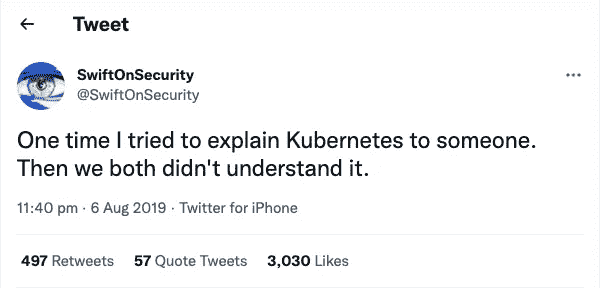 ← Tweet
SwiftOnSecurity
@SwiftOnSecurity
One time I tried to explain Kubernetes to someone.
Then we both didn't understand it.
11:40 pm · 6 Aug 2019 · Twitter for iPhone
497 Retweets 57 Quote Tweets 3,030 Likes